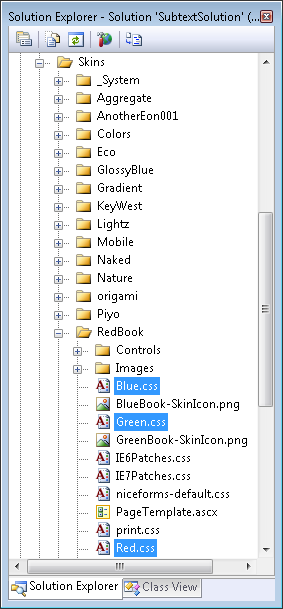 Solution Explorer - Solution 'SubtextSolution' (...
Skins
_System
Aggregate
AnotherEon001
Colors
Eco
GlossyBlue
Gradient
KeyWest
Lightz
Mobile
Naked
Nature
origami
Piyo
RedBook
Controls
Images
Blue.css
BlueBook-SkinIcon.png
Green.css
GreenBook-SkinIcon.png
IE6Patches.css
IE7Patches.css
niceforms-default.css
PageTemplate.ascx
print.css
Red.css
Solution Explorer Class View